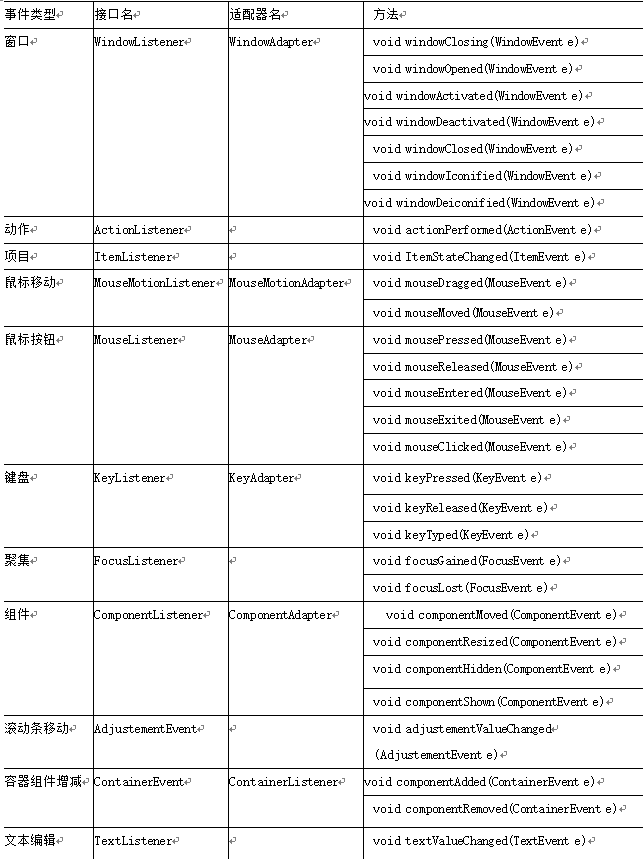 事件类型 接口名 适配器名 方法
窗口 WindowListener WindowAdapter void windowClosing(WindowEvent e)
void windowOpened(WindowEvent e)
void windowActivated(WindowEvent e)
void windowDeactivated(WindowEvent e)
void windowClosed(WindowEvent e)
void windowIconified(WindowEvent e)
void windowDeiconified(WindowEvent e)
动作 ActionListener void actionPerformed(ActionEvent e)
项目 ItemListener void ItemStateChanged(ItemEvent e)
鼠标移动 MouseMotionListener MouseMotionAdapter void mouseDragged(MouseEvent e)
void mouseMoved(MouseEvent e)
鼠标按钮 MouseListener MouseAdapter void mousePressed(MouseEvent e)
void mouseReleased(MouseEvent e)
void mouseEntered(MouseEvent e)
void mouseExited(MouseEvent e)
void mouseClicked(MouseEvent e)
键盘 KeyListener KeyAdapter void keyPressed(KeyEvent e)
void keyReleased(KeyEvent e)
void keyTyped(KeyEvent e)
聚集 FocusListener void focusGained(FocusEvent e)
void focusLost(FocusEvent e)
组件 ComponentListener ComponentAdapter void componentMoved(ComponentEvent e)
void componentResized(ComponentEvent e)
void componentHidden(ComponentEvent e)
void componentShown(ComponentEvent e)
滚动条移动 AdjustementEvent void adjustementValueChanged
(AdjustementEvent e)
容器组件增减 ContainerEvent ContainerListener void componentAdded(ContainerEvent e)
void componentRemoved(ContainerEvent e)
文本编辑 TextListener void textValueChanged(TextEvent e)